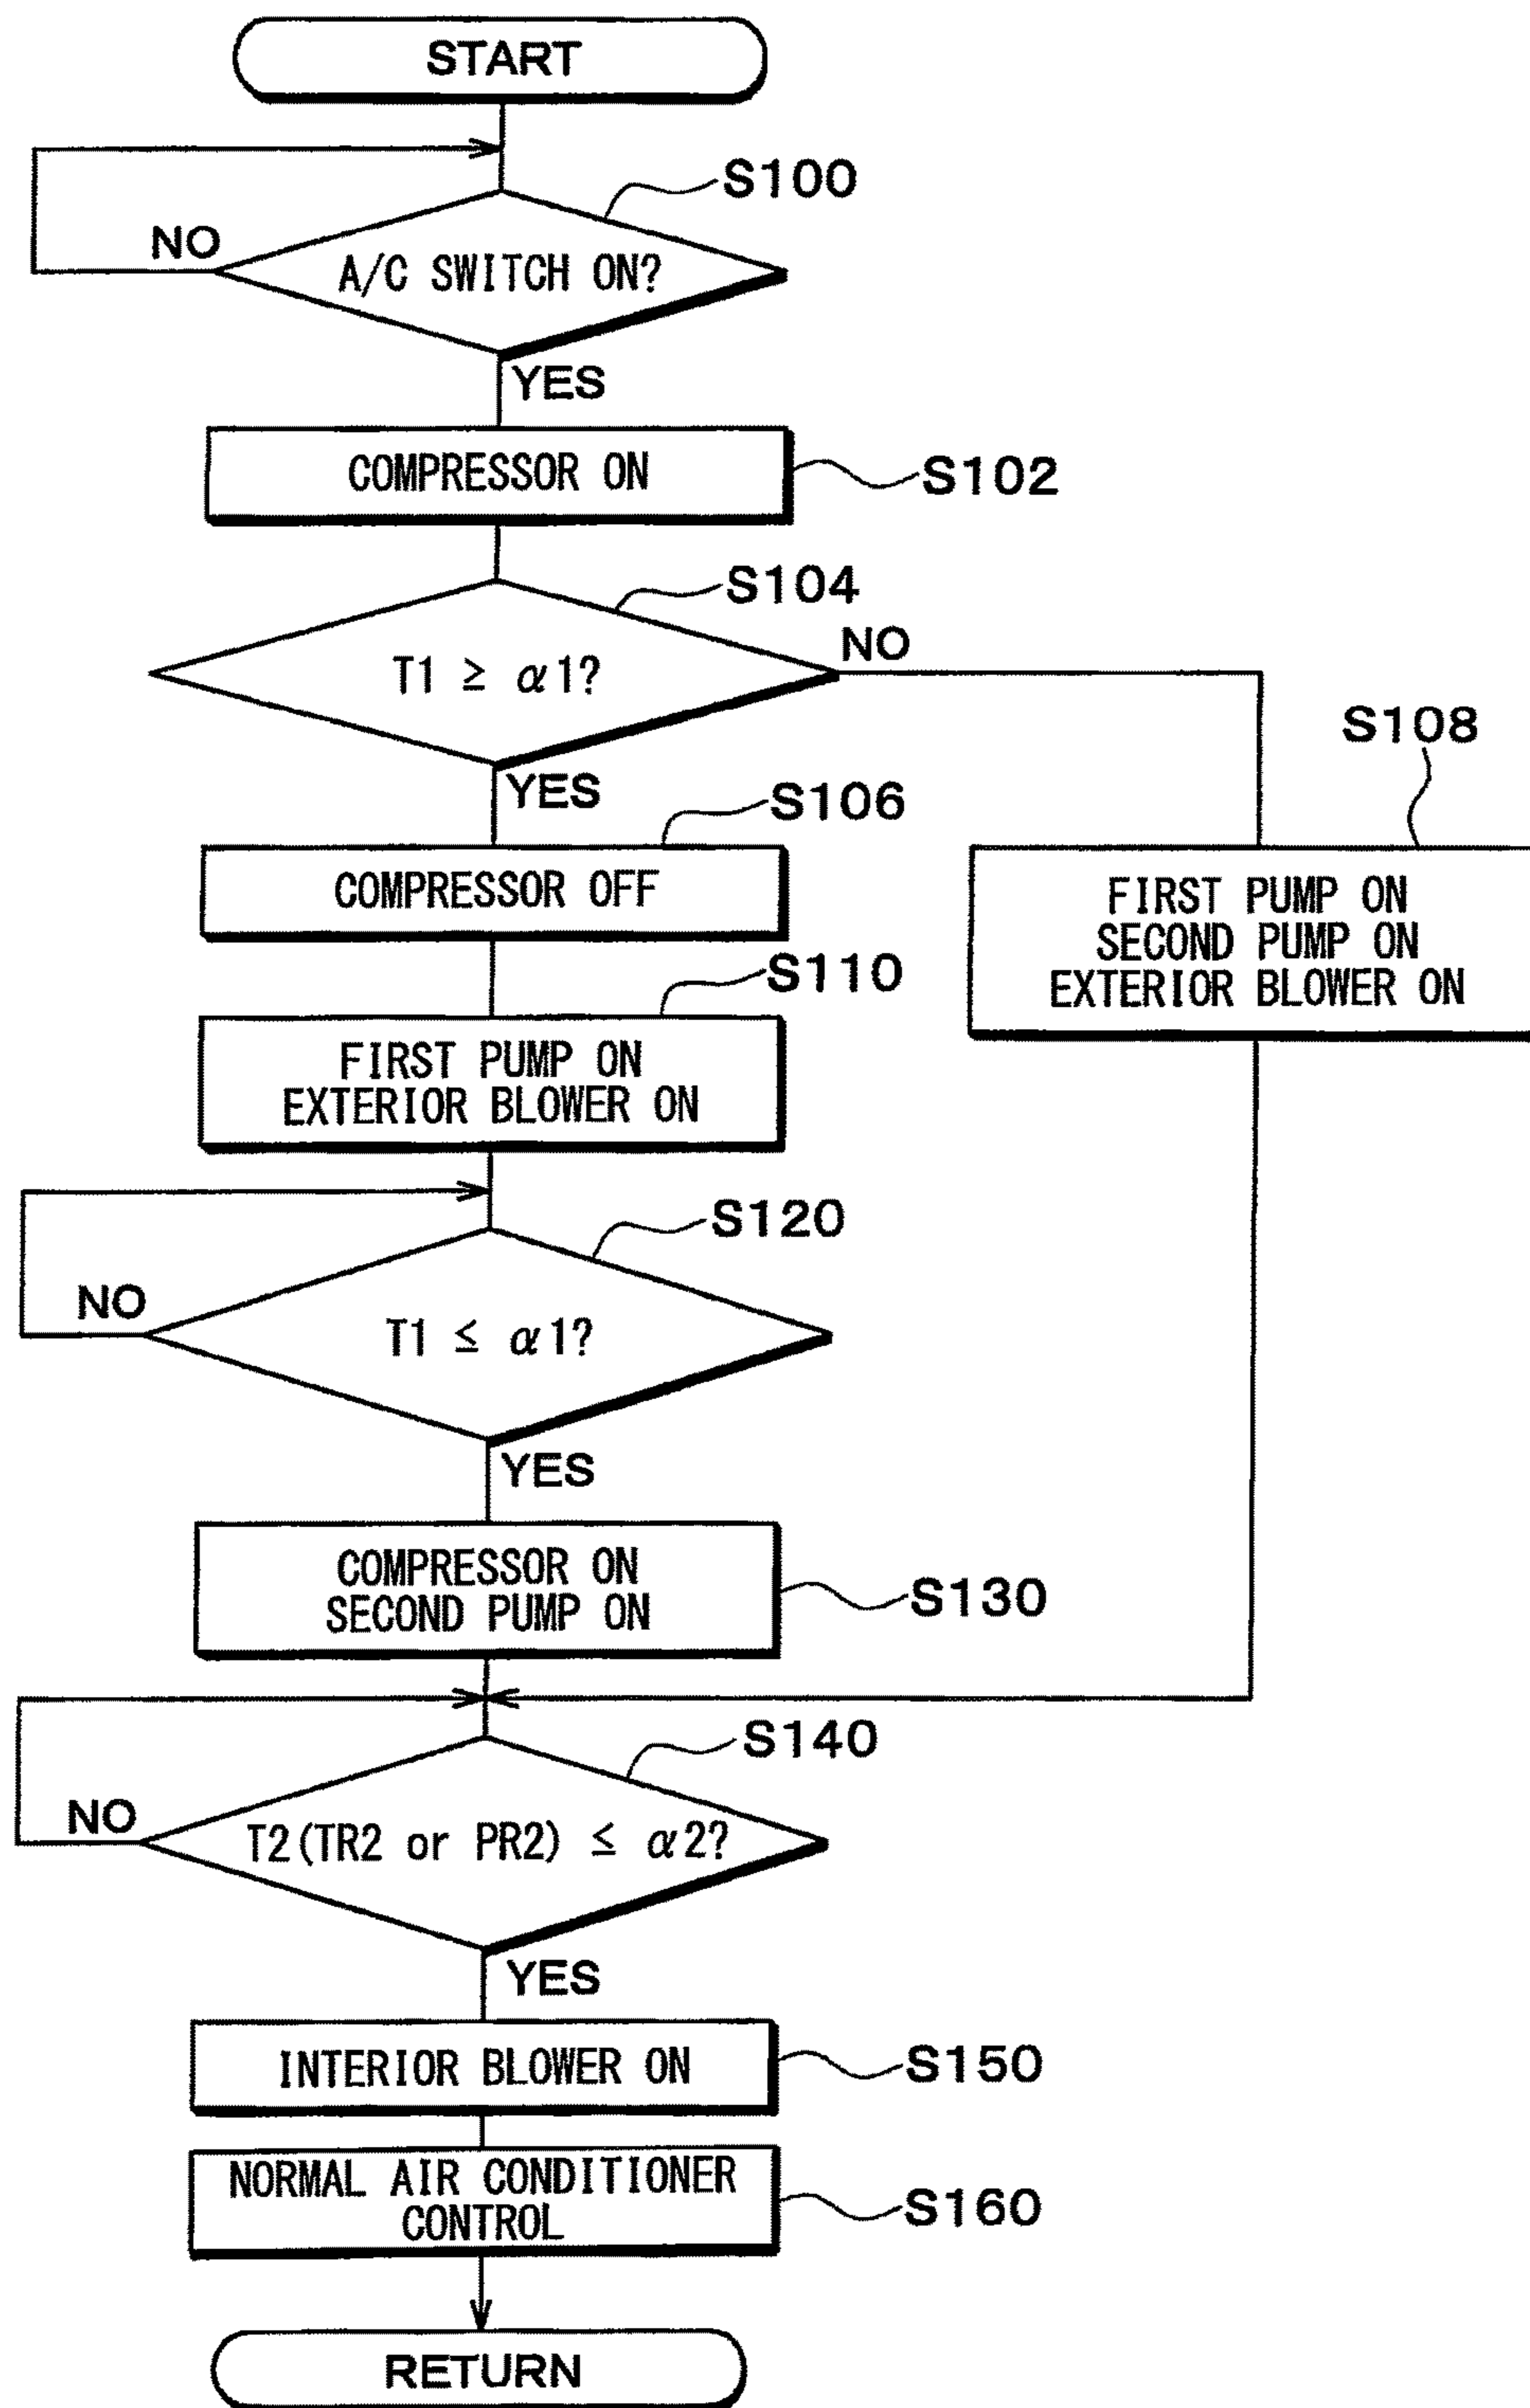 START
S100
NO
A/C SWITCH ON?
YES
COMPRESSOR ON
S102
S104
NO
T1 ≥ α1?
S108
YES
S106
COMPRESSOR OFF
FIRST PUMP ON
SECOND PUMP ON
EXTERIOR BLOWER ON
S110
FIRST PUMP ON
EXTERIOR BLOWER ON
S120
NO
T1 ≤ α1?
YES
COMPRESSOR ON
SECOND PUMP ON
S130
S140
NO
T2(TR2 or PR2) ≤ α2?
YES
INTERIOR BLOWER ON
S150
NORMAL AIR CONDITIONER
CONTROL
S160
RETURN